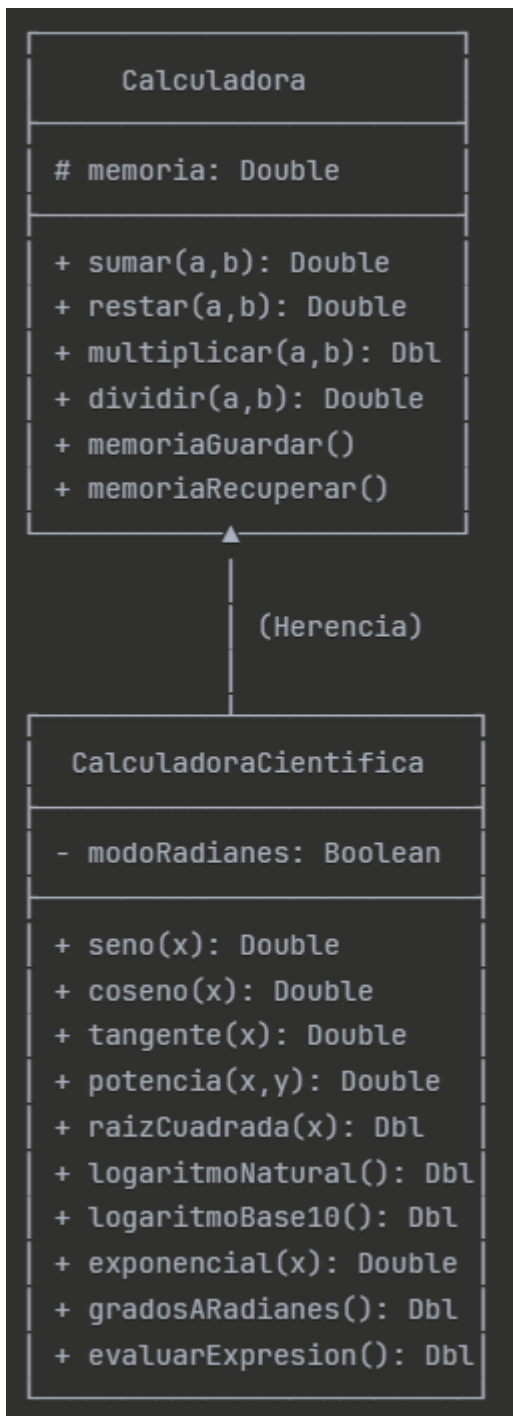 Calculadora
# memoria: Double
+ sumar(a,b): Double
+ restar(a,b): Double
+ multiplicar(a,b): Dbl
+ dividir(a,b): Double
+ memoriaGuardar()
+ memoriaRecuperar()
(Herencia)
CalculadoraCientifica
- modoRadianes: Boolean
+ seno(x): Double
+ coseno(x): Double
+ tangente(x): Double
+ potencia(x,y): Double
+ raizCuadrada(x): Dbl
+ logaritmoNatural(): Dbl
+ logaritmoBase10(): Dbl
+ exponencial(x): Double
+ gradosARadianes(): Dbl
+ evaluarExpresion(): Dbl